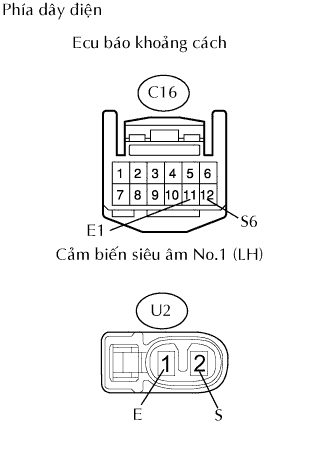 Phía dây điện
Ecu báo khoảng cách
C16
1 2 3 4 5 6
7 8 9 10 11 12
E1
S6
Cảm biến siêu âm No.1 (LH)
U2
1 2
E
S